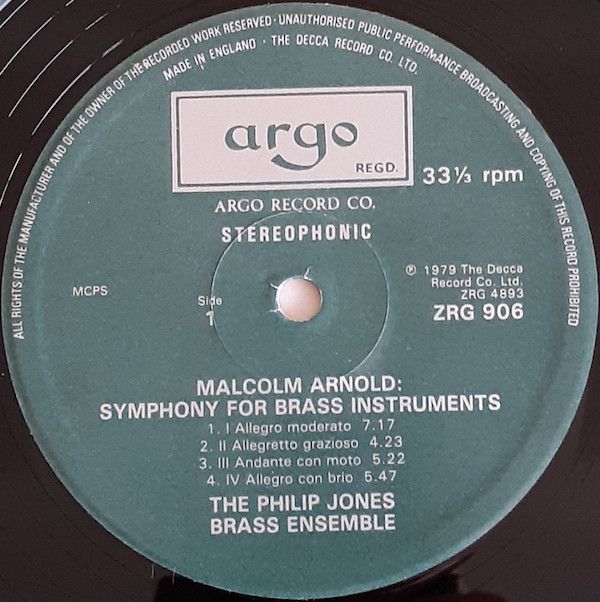 ALL RIGHTS OF THE MANUFACTURER AND OF THE OWNER OF THE RECORDED WORK RESERVED · UNAUTHORISED PUBLIC PERFORMANCE BROADCASTING AND COPYING OF THIS RECORD PROHIBITED
MADE IN ENGLAND · THE DECCA RECORD CO. LTD.
argo
REGD.
33⅓ rpm
ARGO RECORD CO.
STEREOPHONIC
MCPS
Side
1
℗ 1979 The Decca
Record Co. Ltd.
ZRG 4893
ZRG 906
MALCOLM ARNOLD:
SYMPHONY FOR BRASS INSTRUMENTS
1. I Allegro moderato 7.17
2. II Allegretto grazioso 4.23
3. III Andante con moto 5.22
4. IV Allegro con brio 5.47
THE PHILIP JONES
BRASS ENSEMBLE